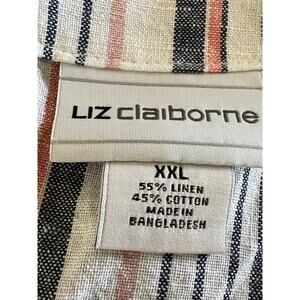 LIZ claiborne
XXL
55% LINEN
45% COTTON
MADE IN
BANGLADESH